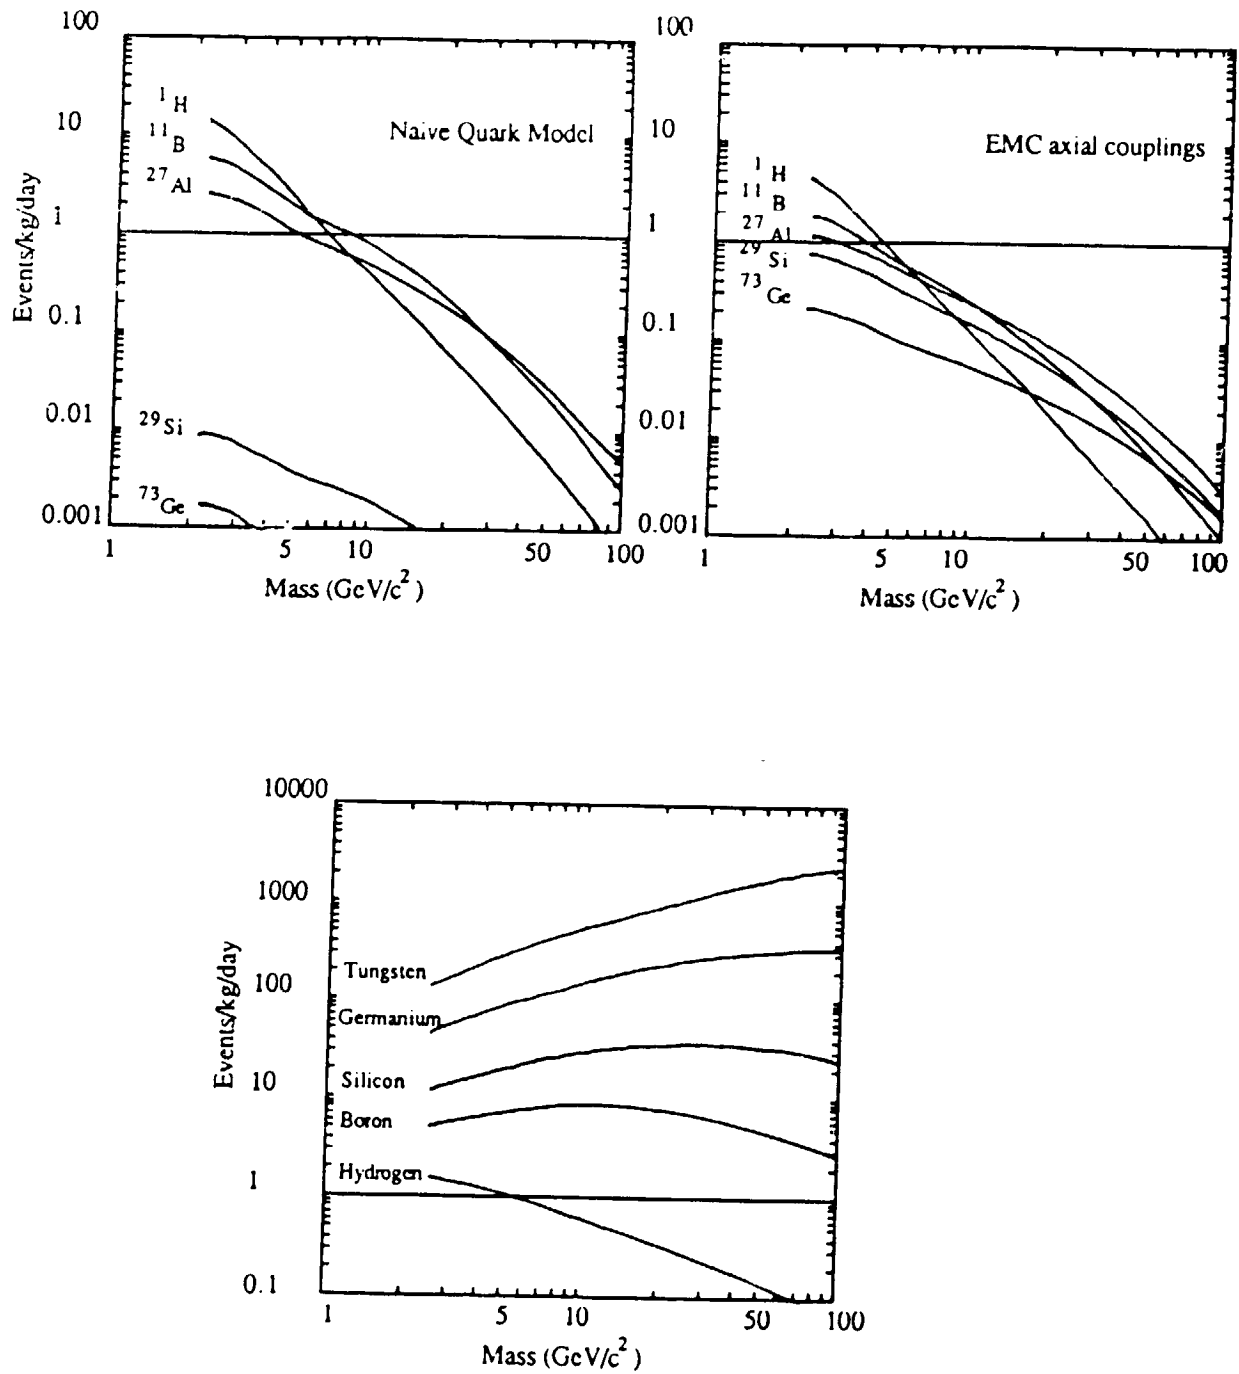 100
10
1
0.1
0.01
0.001
Events/kg/day
¹H
¹¹B
²⁷Al
²⁹Si
⁷³Ge
Naive Quark Model
1 5 10 50 100
Mass (GeV/c²)
100
10
1
0.1
0.01
0.001
¹H
¹¹B
²⁷Al
²⁹Si
⁷³Ge
EMC axial couplings
1 5 10 50 100
Mass (GeV/c²)
10000
1000
100
10
1
0.1
Events/kg/day
Tungsten
Germanium
Silicon
Boron
Hydrogen
1 5 10 50 100
Mass (GeV/c²)